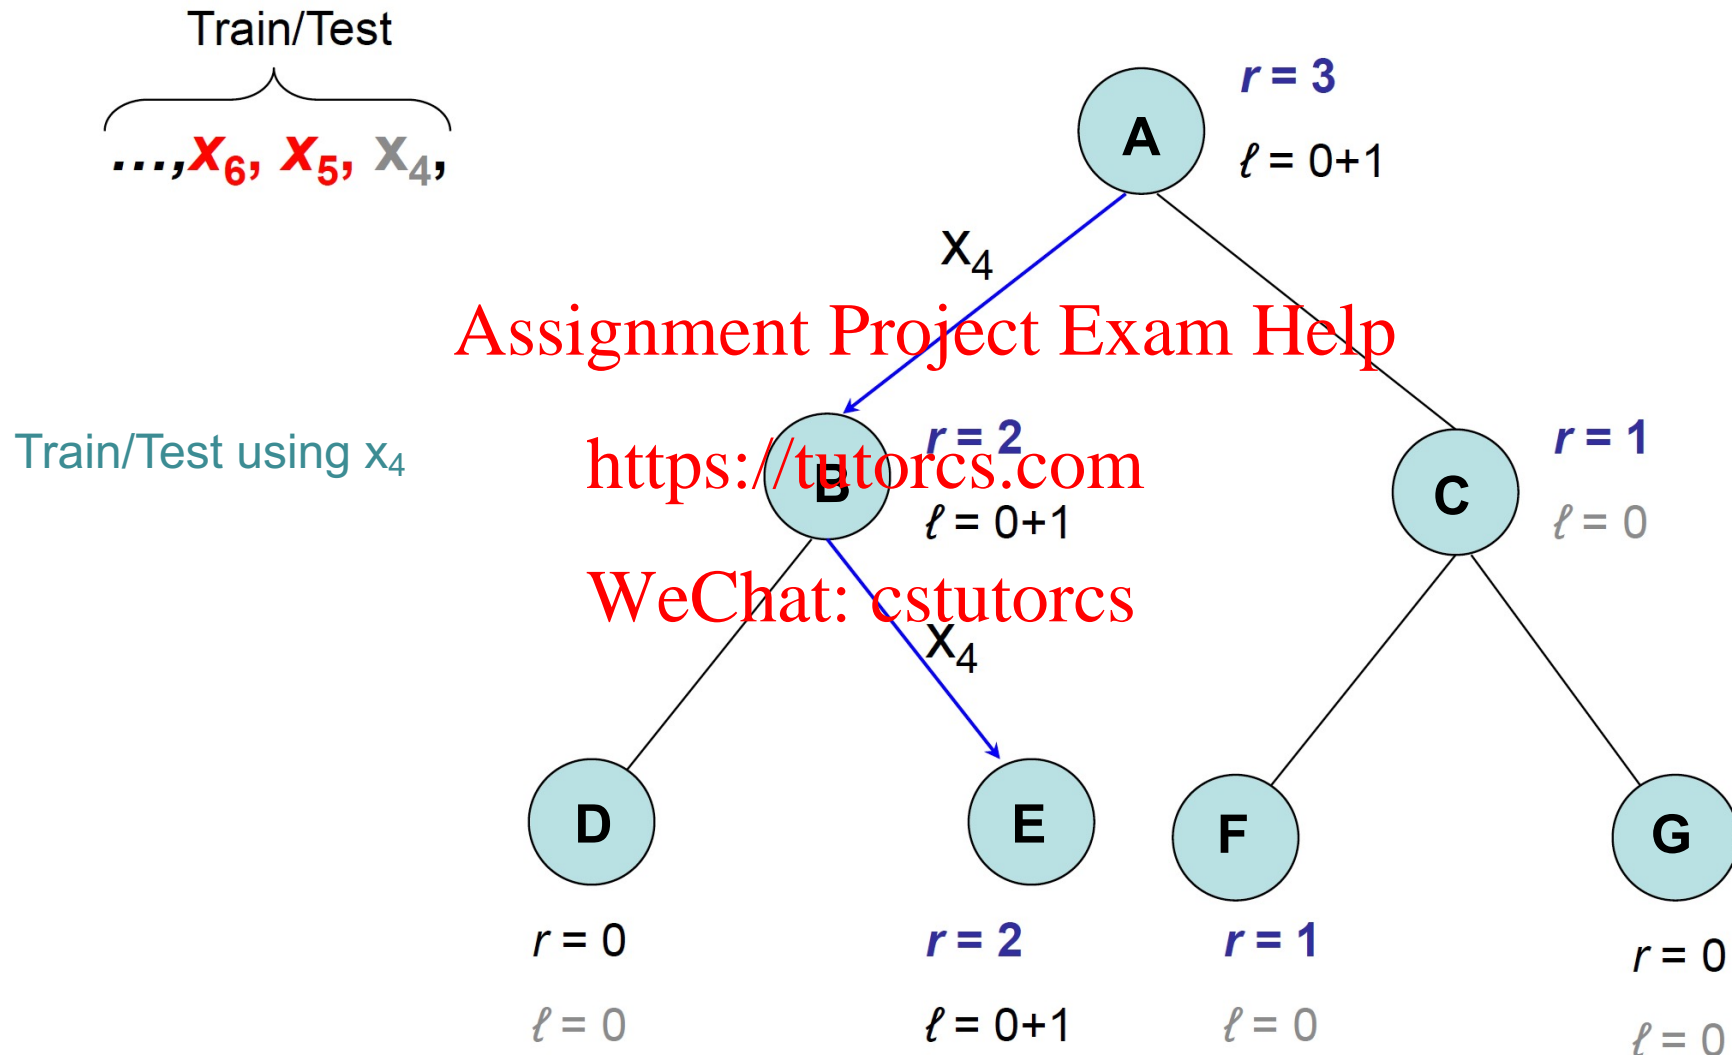 Train/Test
...,x₆, x₅, x₄,
A
r = 3
ℓ = 0+1
x₄
Assignment Project Exam Help
Train/Test using x₄
B
r = 2
ℓ = 0+1
https://tutorcs.com
C
r = 1
ℓ = 0
WeChat: cstutorcs
x₄
D
r = 0
ℓ = 0
E
r = 2
ℓ = 0+1
F
r = 1
ℓ = 0
G
r = 0
ℓ = 0